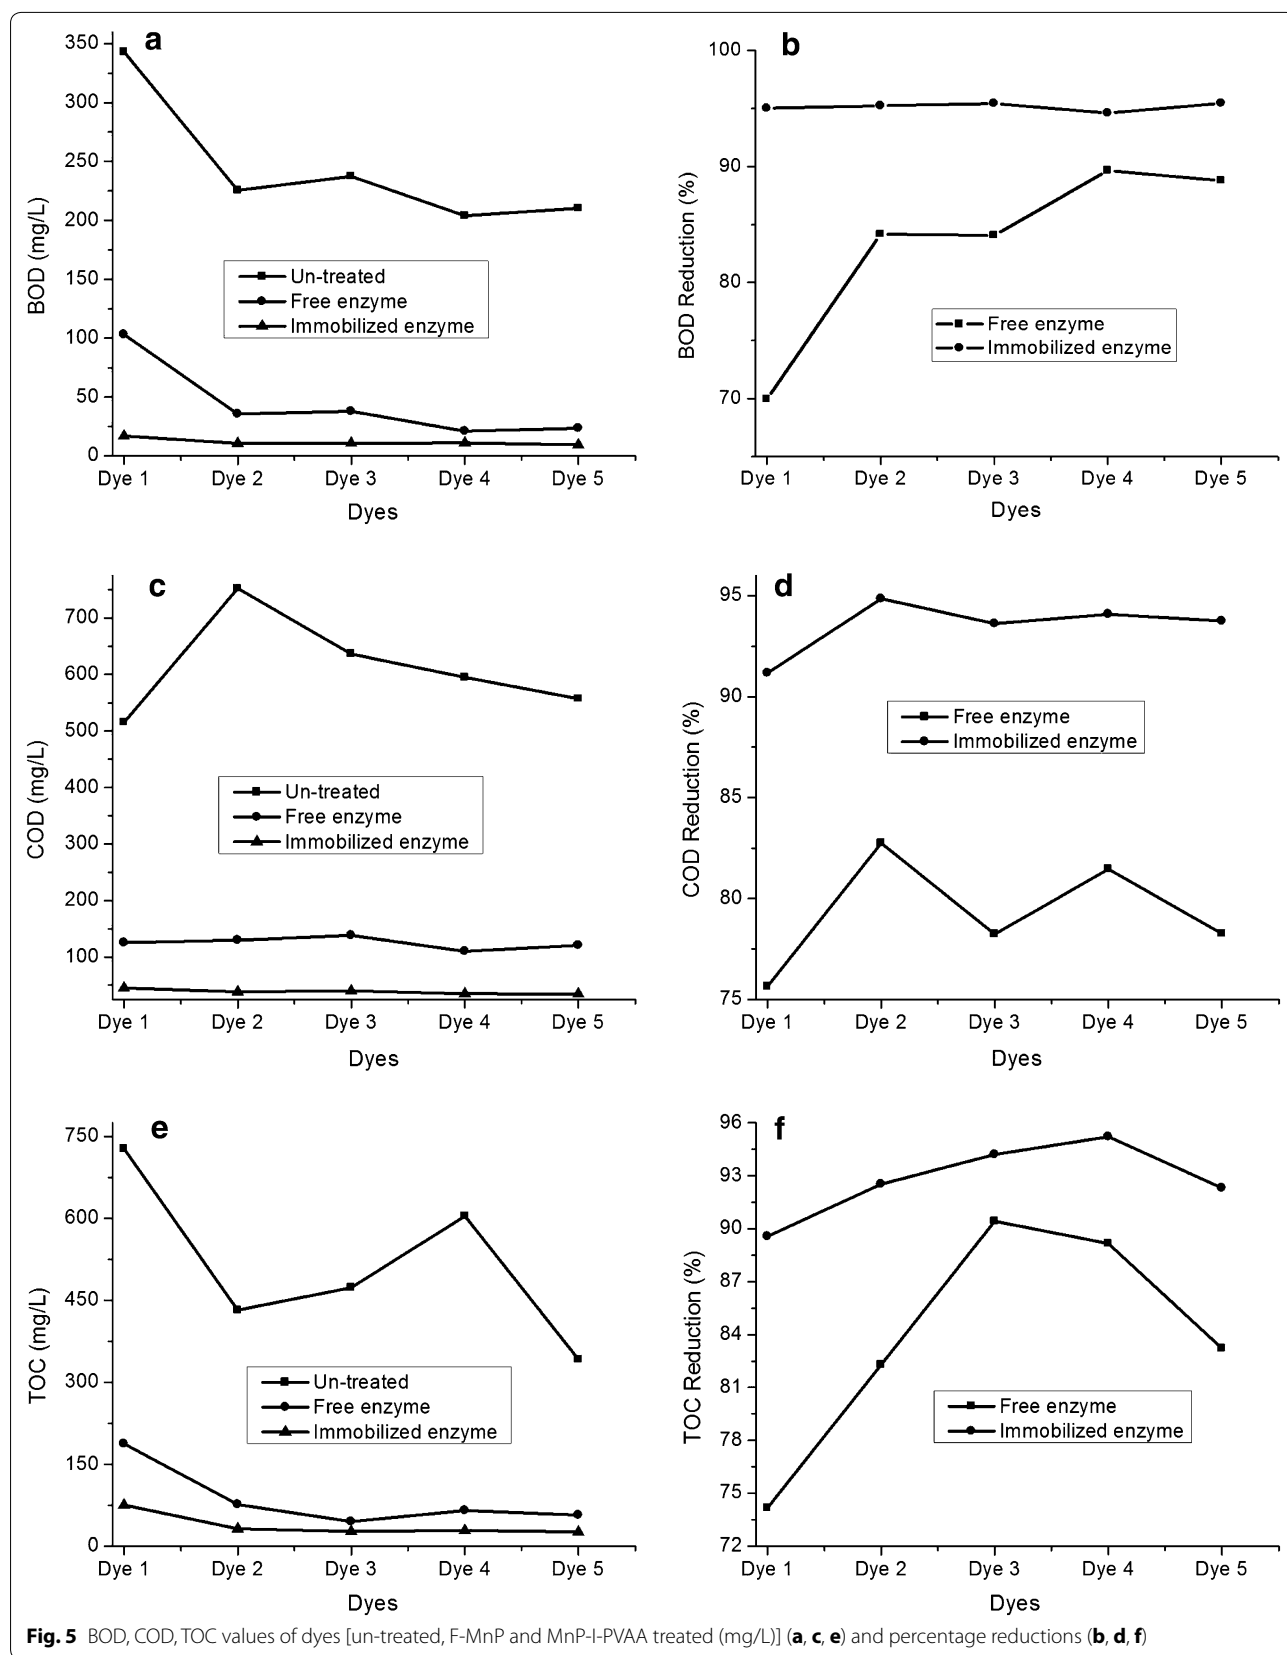 a
350
300
250
200
150
100
50
0
BOD (mg/L)
Un-treated
Free enzyme
Immobilized enzyme
Dye 1 Dye 2 Dye 3 Dye 4 Dye 5
Dyes
b
100
90
80
70
BOD Reduction (%)
Free enzyme
Immobilized enzyme
Dye 1 Dye 2 Dye 3 Dye 4 Dye 5
Dyes
c
700
600
500
400
300
200
100
COD (mg/L)
Un-treated
Free enzyme
Immobilized enzyme
Dye 1 Dye 2 Dye 3 Dye 4 Dye 5
Dyes
d
95
90
85
80
75
COD Reduction (%)
Free enzyme
Immobilized enzyme
Dye 1 Dye 2 Dye 3 Dye 4 Dye 5
Dyes
e
750
600
450
300
150
0
TOC (mg/L)
Un-treated
Free enzyme
Immobilized enzyme
Dye 1 Dye 2 Dye 3 Dye 4 Dye 5
Dyes
f
96
93
90
87
84
81
78
75
72
TOC Reduction (%)
Free enzyme
Immobilized enzyme
Dye 1 Dye 2 Dye 3 Dye 4 Dye 5
Dyes
Fig. 5 BOD, COD, TOC values of dyes [un-treated, F-MnP and MnP-I-PVAA treated (mg/L)] (a, c, e) and percentage reductions (b, d, f)